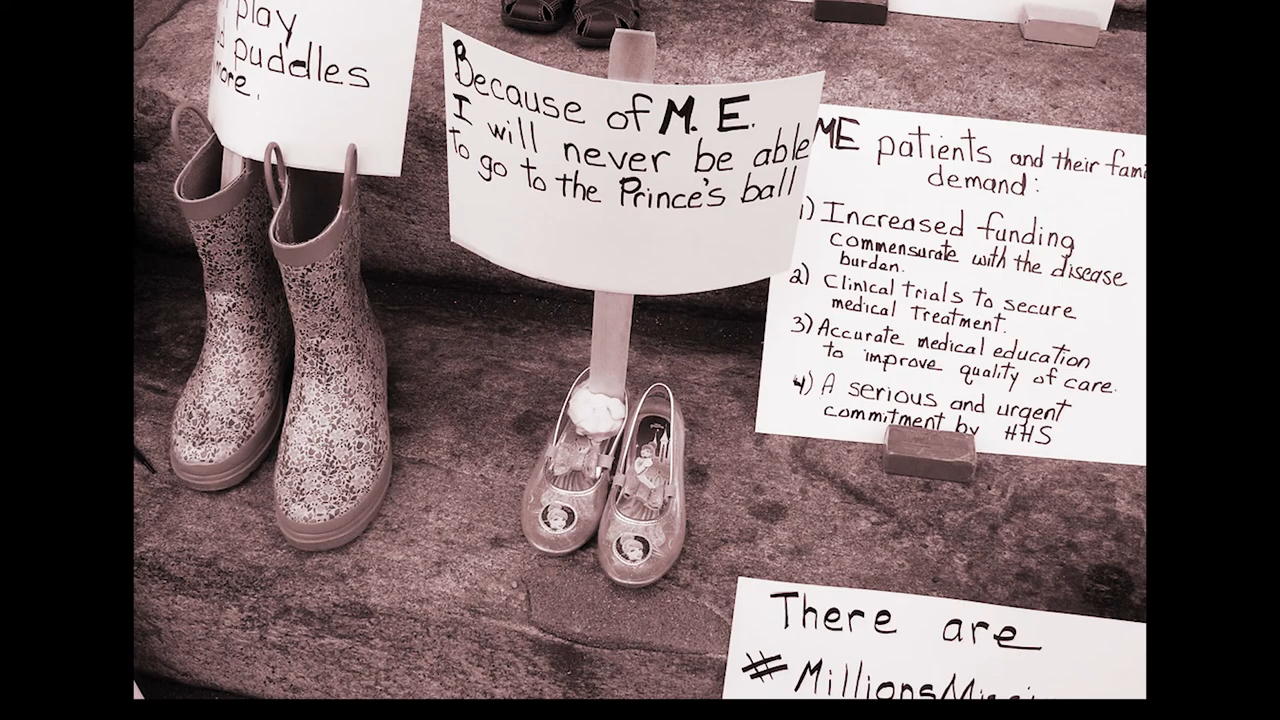 play
puddles
more.
Because of M.E.
I will never be able
to go to the Prince's ball
ME patients and their
demand:
1) Increased funding
commensurate with the disease
burden.
2) Clinical Trials to secure
medical Treatment.
3) Accurate medical education
to improve quality of care.
4) A serious and urgent
commitment by HHS
There are